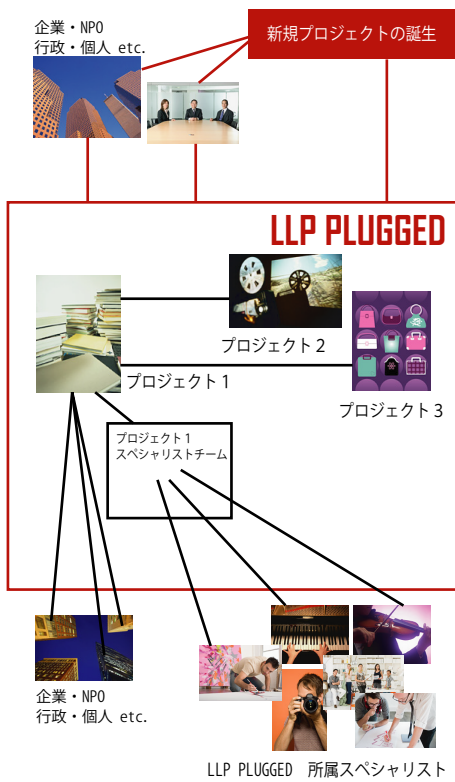 企業・NPO
行政・個人 etc.
新規プロジェクトの誕生
LLP PLUGGED
プロジェクト２
プロジェクト１
プロジェクト３
プロジェクト１
スペシャリストチーム
企業・NPO
行政・個人 etc.
LLP PLUGGED　所属スペシャリスト